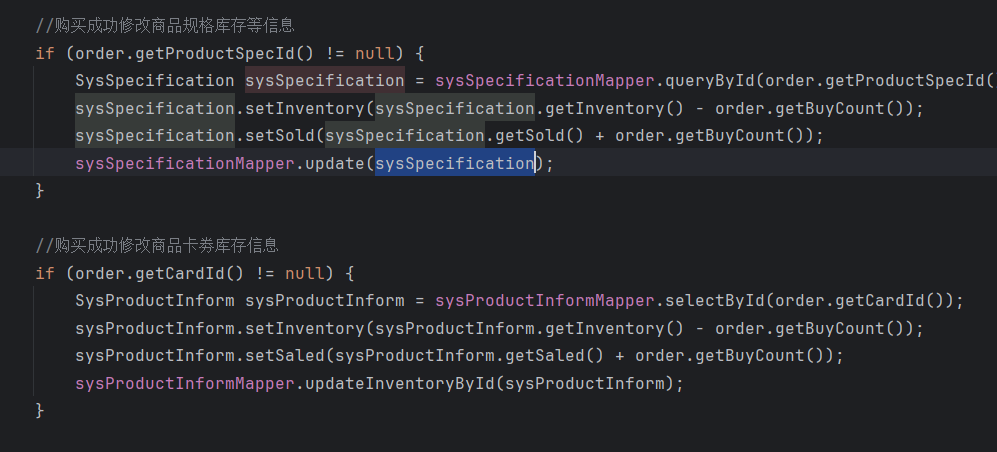 //购买成功修改商品规格库存等信息
if (order.getProductSpecId() != null) {
SysSpecification sysSpecification = sysSpecificationMapper.queryById(order.getProductSpecId(
sysSpecification.setInventory(sysSpecification.getInventory() - order.getBuyCount());
sysSpecification.setSold(sysSpecification.getSold() + order.getBuyCount());
sysSpecificationMapper.update(sysSpecification);
}
//购买成功修改商品卡劵库存信息
if (order.getCardId() != null) {
SysProductInform sysProductInform = sysProductInformMapper.selectById(order.getCardId());
sysProductInform.setInventory(sysProductInform.getInventory() - order.getBuyCount());
sysProductInform.setSaled(sysProductInform.getSaled() + order.getBuyCount());
sysProductInformMapper.updateInventoryById(sysProductInform);
}